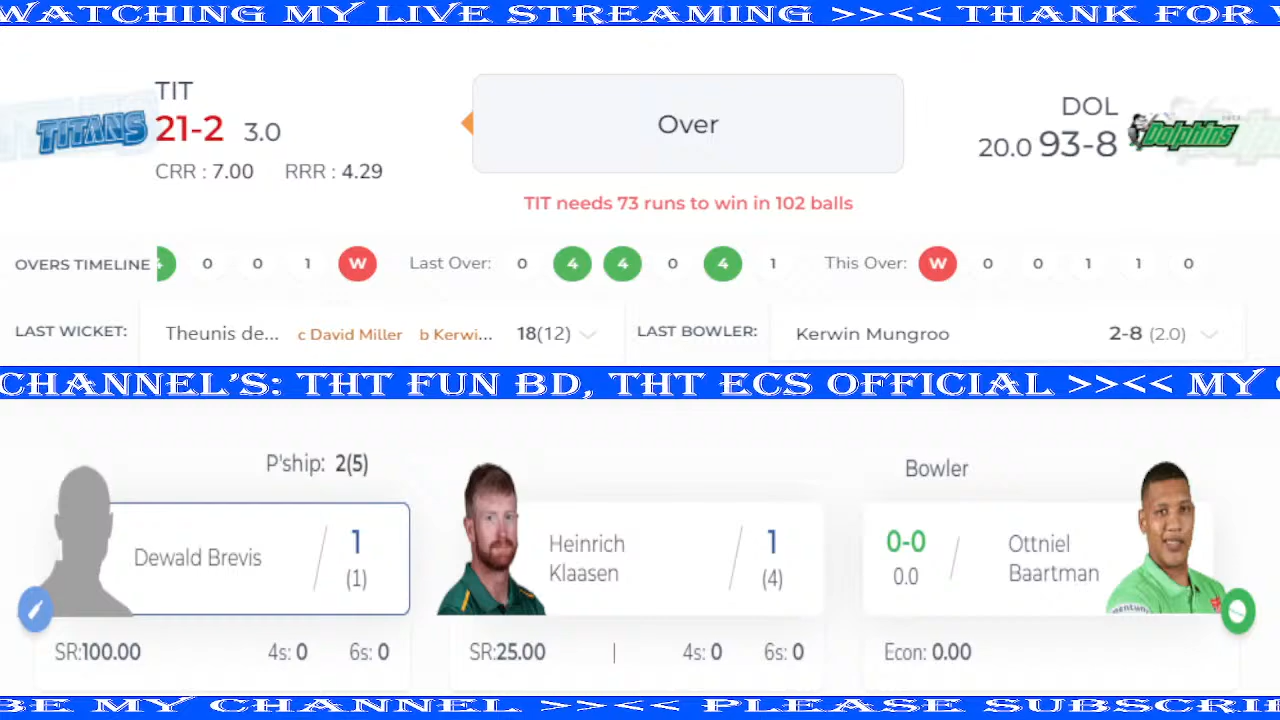 WATCHING MY LIVE STREAMING >><< THANK FOR
TIT
21-2 3.0
CRR : 7.00 RRR : 4.29
TITANS
Over
DOL
20.0 93-8
Dolphins
TIT needs 73 runs to win in 102 balls
OVERS TIMELINE 4 0 0 1 W Last Over: 0 4 4 0 4 1 This Over: W 0 0 1 1 0
LAST WICKET: Theunis de... c David Miller b Kerwi... 18(12) LAST BOWLER: Kerwin Mungroo 2-8 (2.0)
CHANNEL'S: THT FUN BD, THT ECS OFFICIAL >><< MY
P'ship: 2(5)
Bowler
Dewald Brevis 1 (1)
Heinrich Klaasen 1 (4)
0-0 0.0 Ottniel Baartman
SR:100.00 4s: 0 6s: 0
SR:25.00 | 4s: 0 6s: 0
Econ: 0.00
BE MY CHANNEL >><< PLEASE SUBSCRI